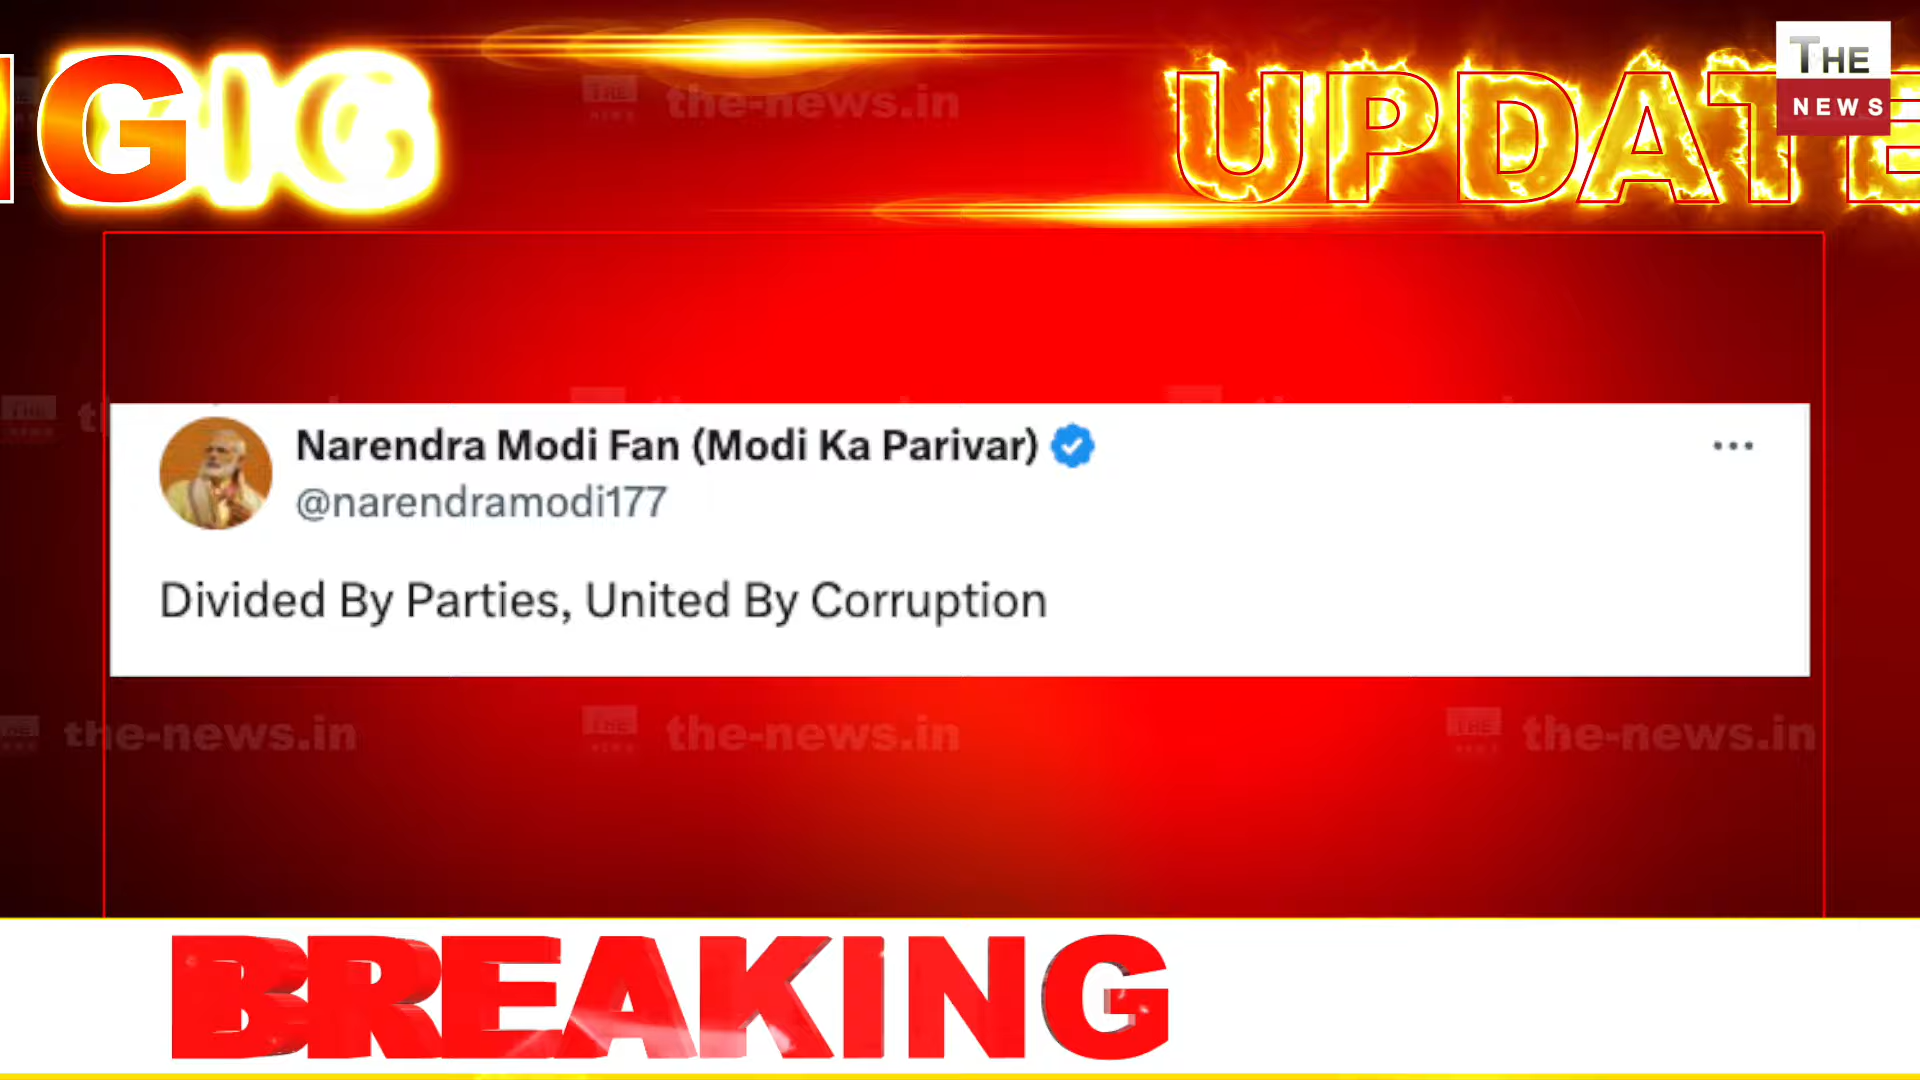 G BIG
UPDATE
THE
NEWS
the-news.in
Narendra Modi Fan (Modi Ka Parivar)
@narendramodi177
Divided By Parties, United By Corruption
the-news.in
the-news.in
the-news.in
BREAKING